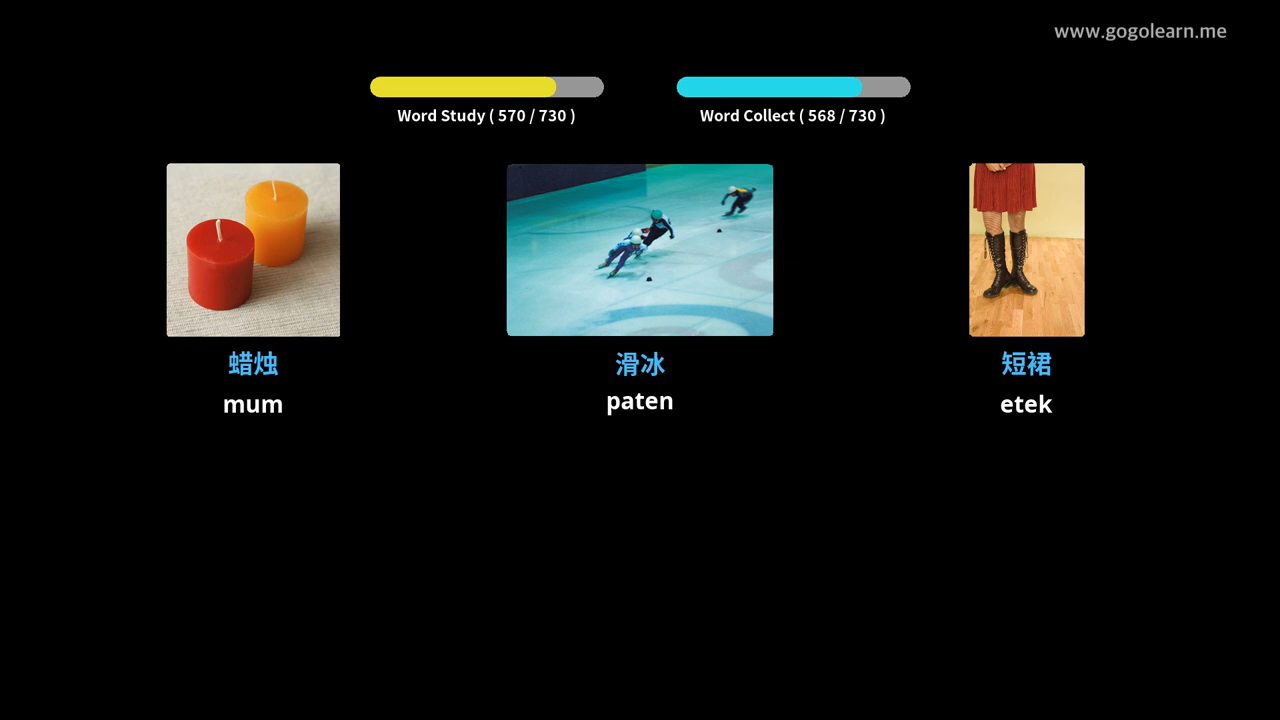 www.gogolearn.me
Word Study ( 570 / 730 )
Word Collect ( 568 / 730 )
蜡烛
mum
滑冰
paten
短裙
etek